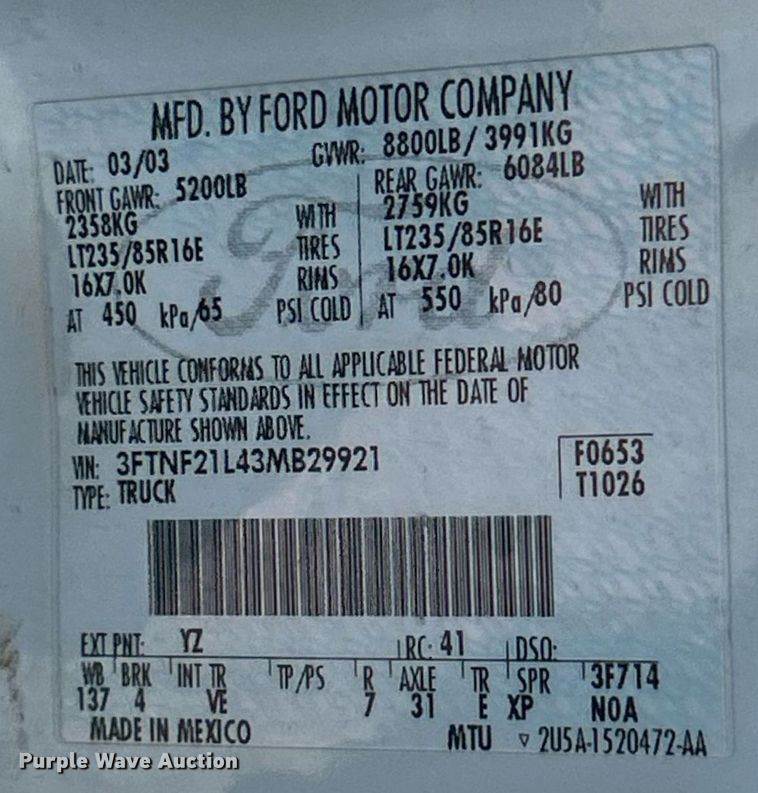 MFD. BY FORD MOTOR COMPANY
DATE: 03/03 GVWR: 8800LB / 3991KG
FRONT GAWR: 5200LB REAR GAWR: 6084LB
2358KG WITH 2759KG WITH
LT235/85R16E TIRES LT235/85R16E TIRES
16X7.0K RIMS 16X7.0K RIMS
AT 450 kPa/65 PSI COLD AT 550 kPa/80 PSI COLD
Ford
THIS VEHICLE CONFORMS TO ALL APPLICABLE FEDERAL MOTOR
VEHICLE SAFETY STANDARDS IN EFFECT ON THE DATE OF
MANUFACTURE SHOWN ABOVE.
VIN: 3FTNF21L43MB29921 F0653
TYPE: TRUCK T1026
EXT PNT: YZ RC: 41 DSO:
WB BRK INT TR TP/PS R AXLE TR SPR 3F714
137 4 VE 7 31 E XP NOA
MADE IN MEXICO MTU ▽ 2U5A-1520472-AA
Purple Wave Auction